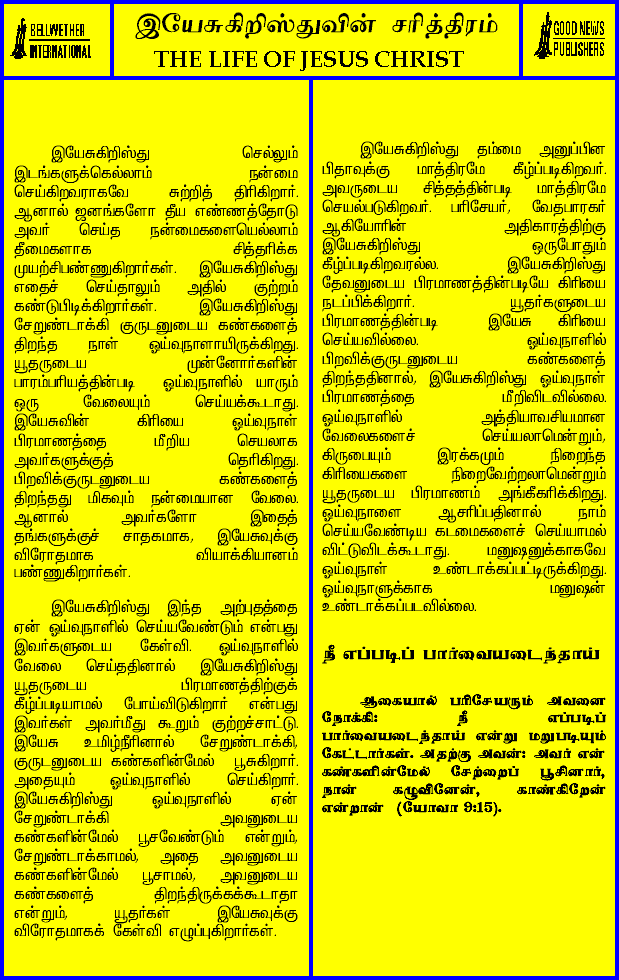 BELLWETHER
INTERNATIONAL
இயேசுகிறிஸ்துவின் சரித்திரம்
THE LIFE OF JESUS CHRIST
GOOD NEWS
PUBLISHERS
இயேசுகிறிஸ்து செல்லும்
இடங்களுக்கெல்லாம் நன்மை
செய்கிறவராகவே சுற்றித் திரிகிறார்.
ஆனால் ஜனங்களோ தீய எண்ணத்தோடு
அவர் செய்த நன்மைகளையெல்லாம்
தீமைகளாக சித்தரிக்க
முயற்சிபண்ணுகிறார்கள். இயேசுகிறிஸ்து
எதைச் செய்தாலும் அதில் குற்றம்
கண்டுபிடிக்கிறார்கள். இயேசுகிறிஸ்து
சேறுண்டாக்கி குருடனுடைய கண்களைத்
திறந்த நாள் ஓய்வுநாளாயிருக்கிறது.
யூதருடைய முன்னோர்களின்
பாரம்பரியத்தின்படி ஓய்வுநாளில் யாரும்
ஒரு வேலையும் செய்யக்கூடாது.
இயேசுவின் கிரியை ஓய்வுநாள்
பிரமாணத்தை மீறிய செயலாக
அவர்களுக்குத் தெரிகிறது.
பிறவிக்குருடனுடைய கண்களைத்
திறந்தது மிகவும் நன்மையான வேலை.
ஆனால் அவர்களோ இதைத்
தங்களுக்குச் சாதகமாக, இயேசுவுக்கு
விரோதமாக வியாக்கியானம்
பண்ணுகிறார்கள்.
இயேசுகிறிஸ்து இந்த அற்புதத்தை
ஏன் ஓய்வுநாளில் செய்யவேண்டும் என்பது
இவர்களுடைய கேள்வி. ஓய்வுநாளில்
வேலை செய்ததினால் இயேசுகிறிஸ்து
யூதருடைய பிரமாணத்திற்குக்
கீழ்ப்படியாமல் போய்விடுகிறார் என்பது
இவர்கள் அவர்மீது கூறும் குற்றச்சாட்டு.
இயேசு உமிழ்நீரினால் சேறுண்டாக்கி,
குருடனுடைய கண்களின்மேல் பூசுகிறார்.
அதையும் ஓய்வுநாளில் செய்கிறார்.
இயேசுகிறிஸ்து ஓய்வுநாளில் ஏன்
சேறுண்டாக்கி அவனுடைய
கண்களின்மேல் பூசவேண்டும் என்றும்,
சேறுண்டாக்காமல், அதை அவனுடைய
கண்களின்மேல் பூசாமல், அவனுடைய
கண்களைத் திறந்திருக்கக்கூடாதா
என்றும், யூதர்கள் இயேசுவுக்கு
விரோதமாகக் கேள்வி எழுப்புகிறார்கள்.
இயேசுகிறிஸ்து தம்மை அனுப்பின
பிதாவுக்கு மாத்திரமே கீழ்ப்படிகிறவர்.
அவருடைய சித்தத்தின்படி மாத்திரமே
செயல்படுகிறவர். பரிசேயர், வேதபாரகர்
ஆகியோரின் அதிகாரத்திற்கு
இயேசுகிறிஸ்து ஒருபோதும்
கீழ்ப்படிகிறவரல்ல. இயேசுகிறிஸ்து
தேவனுடைய பிரமாணத்தின்படியே கிரியை
நடப்பிக்கிறார். யூதர்களுடைய
பிரமாணத்தின்படி இயேசு கிரியை
செய்யவில்லை. ஓய்வுநாளில்
பிறவிக்குருடனுடைய கண்களைத்
திறந்ததினால், இயேசுகிறிஸ்து ஓய்வுநாள்
பிரமாணத்தை மீறிவிடவில்லை.
ஓய்வுநாளில் அத்தியாவசியமான
வேலைகளைச் செய்யலாமென்றும்,
கிருபையும் இரக்கமும் நிறைந்த
கிரியைகளை நிறைவேற்றலாமென்றும்
யூதருடைய பிரமாணம் அங்கீகரிக்கிறது.
ஓய்வுநாளை ஆசரிப்பதினால் நாம்
செய்யவேண்டிய கடமைகளைச் செய்யாமல்
விட்டுவிடக்கூடாது. மனுஷனுக்காகவே
ஓய்வுநாள் உண்டாக்கப்பட்டிருக்கிறது.
ஓய்வுநாளுக்காக மனுஷன்
உண்டாக்கப்படவில்லை.
நீ எப்படிப் பார்வையடைந்தாய்
ஆகையால் பரிசேயரும் அவனை
நோக்கி: நீ எப்படிப்
பார்வையடைந்தாய் என்று மறுபடியும்
கேட்டார்கள். அதற்கு அவன்: அவர் என்
கண்களின்மேல் சேற்றைப் பூசினார்,
நான் கழுவினேன், காண்கிறேன்
என்றான் (யோவா 9:15).